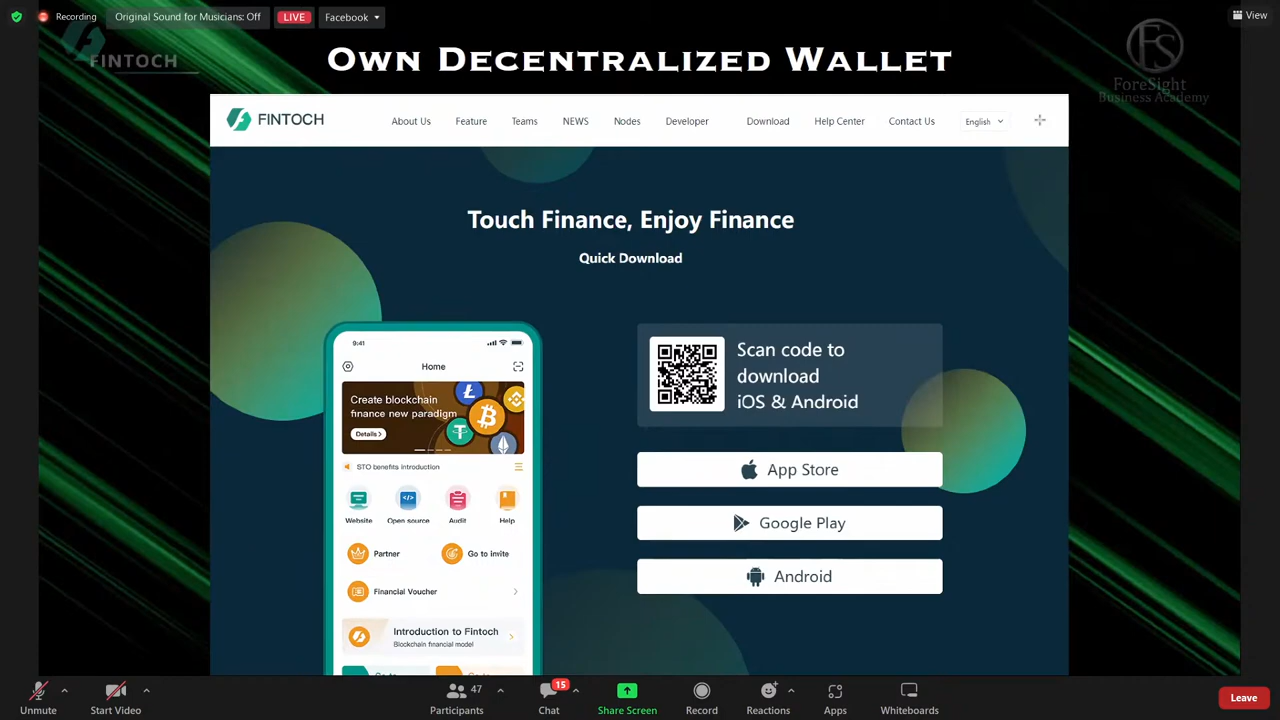 Recording
Original Sound for Musicians: Off
LIVE
Facebook
View
FINTOCH
OWN DECENTRALIZED WALLET
FS
ForeSight
Business Academy
FINTOCH
About Us
Feature
Teams
NEWS
Nodes
Developer
Download
Help Center
Contact Us
English
Touch Finance, Enjoy Finance
Quick Download
9:41
Home
Create blockchain
finance new paradigm
Details >
STO benefits introduction
Website
Open source
Audit
Help
Partner
Go to invite
Financial Voucher
Introduction to Fintoch
Blockchain financial model
Scan code to
download
iOS & Android
App Store
Google Play
Android
Unmute
Start Video
47
Participants
15
Chat
Share Screen
Record
Reactions
Apps
Whiteboards
Leave